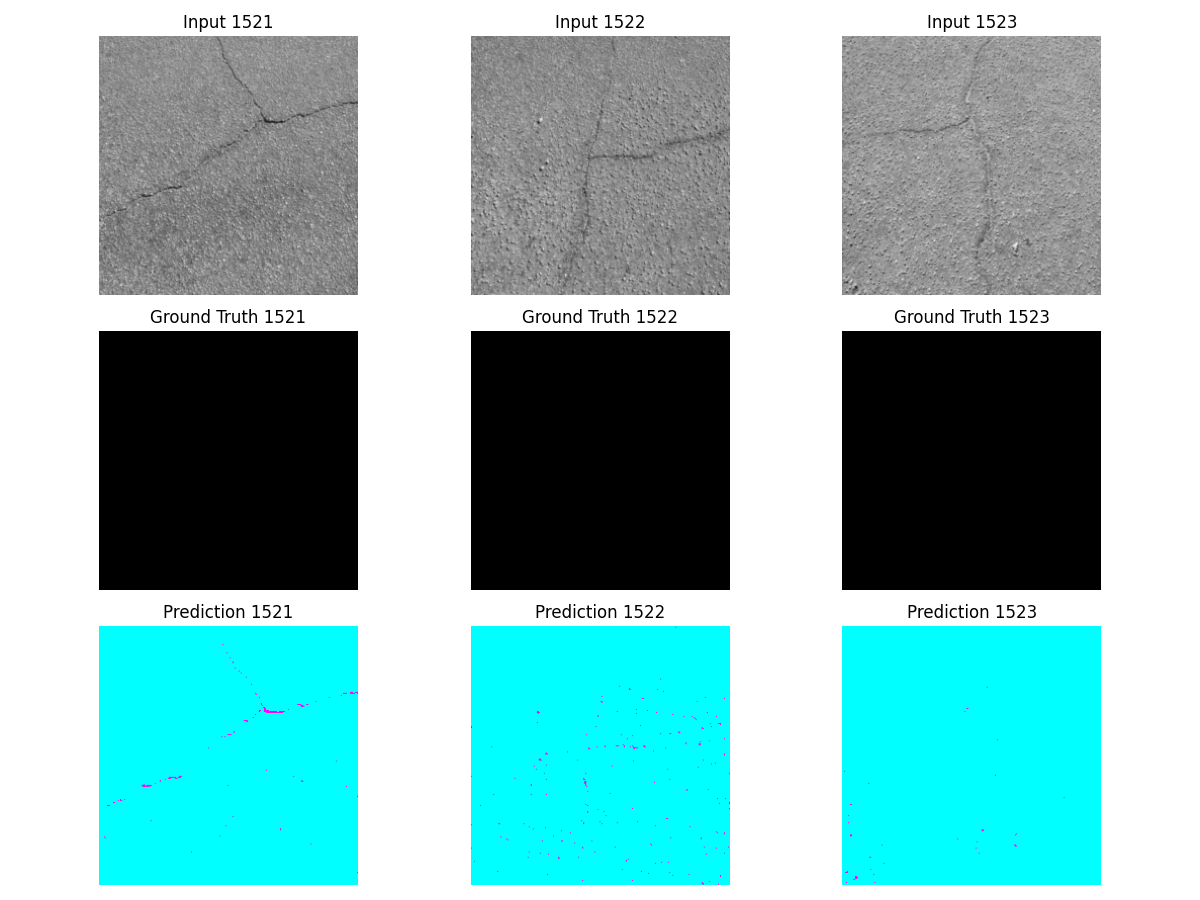 Input 1521
Input 1522
Input 1523
Ground Truth 1521
Ground Truth 1522
Ground Truth 1523
Prediction 1521
Prediction 1522
Prediction 1523